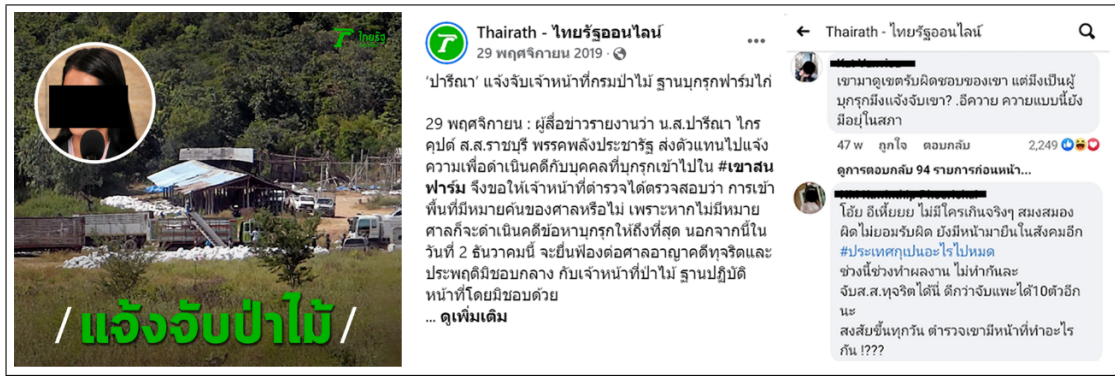 ไทยรัฐ
/ แจ้งจับป่าไม้ /
Thairath - ไทยรัฐออนไลน์
29 พฤศจิกายน 2019 ·
'ปารีณา' แจ้งจับเจ้าหน้าที่กรมป่าไม้ ฐานบุกรุกฟาร์มไก่
29 พฤศจิกายน : ผู้สื่อข่าวรายงานว่า น.ส.ปารีณา ไกร
คุปต์ ส.ส.ราชบุรี พรรคพลังประชารัฐ ส่งตัวแทนไปแจ้ง
ความเพื่อดำเนินคดีกับบุคคลที่บุกรุกเข้าไปใน #เขาสน
ฟาร์ม จึงขอให้เจ้าหน้าที่ตำรวจได้ตรวจสอบว่า การเข้า
พื้นที่มีหมายค้นของศาลหรือไม่ เพราะหากไม่มีหมาย
ศาลก็จะดำเนินคดีข้อหาบุกรุกให้ถึงที่สุด นอกจากนี้ใน
วันที่ 2 ธันวาคมนี้ จะยื่นฟ้องต่อศาลอาญาคดีทุจริตและ
ประพฤติมิชอบกลาง กับเจ้าหน้าที่ป่าไม้ ฐานปฏิบัติ
หน้าที่โดยมิชอบด้วย
... ดูเพิ่มเติม
Thairath - ไทยรัฐออนไลน์
เขามาดูเขตรับผิดชอบของเขา แต่มึงเป็นผู้
บุกรุกมึงแจ้งจับเขา? .อีควาย ควายแบบนี้ยัง
มีอยู่ในสภา
47 w ถูกใจ ตอบกลับ 2,249
ดูการตอบกลับ 94 รายการก่อนหน้า...
โอ้ย อีเหี้ยยย ไม่มีใครเกินจริงๆ สมงสมอง
ผิดไม่ยอมรับผิด ยังมีหน้ามายืนในสังคมอีก
#ประเทศกุเปนอะไรไปหมด
ช่วงนี้ช่วงทำผลงาน ไม่ทำกันละ
จับส.ส.ทุจริตได้นี่ ดีกว่าจับแพะได้10ตัวอีก
นะ
สงสัยขึ้นทุกวัน ตำรวจเขามีหน้าที่ทำอะไร
กัน !???